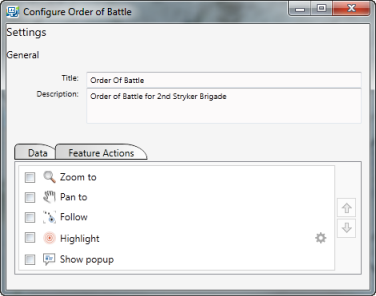 Configure Order of Battle
Settings
General
Title: Order Of Battle
Description: Order of Battle for 2nd Stryker Brigade
Data Feature Actions
Zoom to
Pan to
Follow
Highlight
Show popup